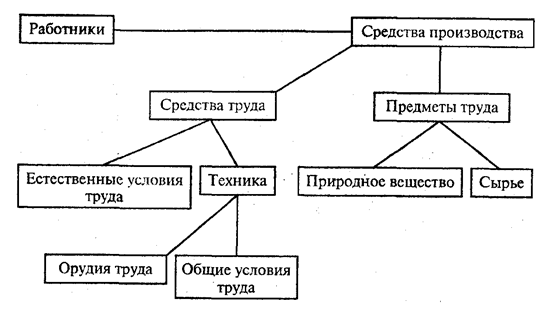 Работники
Средства производства
Средства труда
Предметы труда
Естественные условия
труда
Техника
Природное вещество
Сырье
Орудия труда
Общие условия
труда